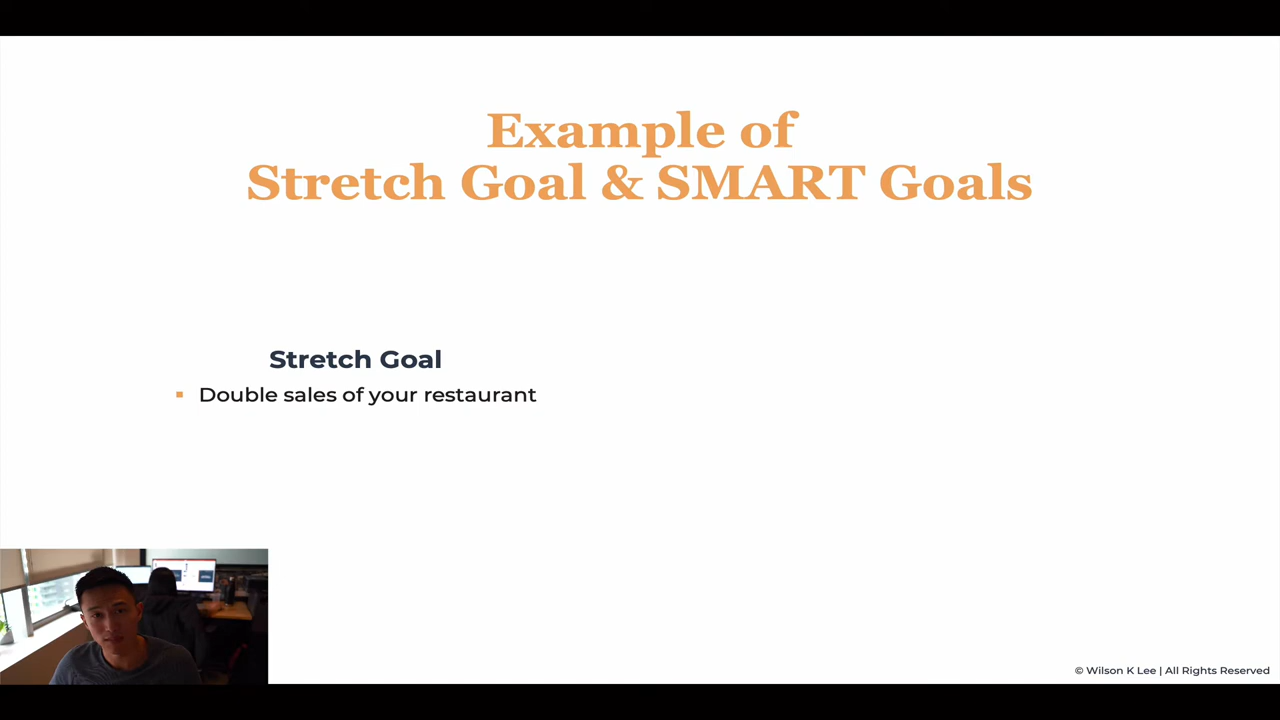 Example of
Stretch Goal & SMART Goals
Stretch Goal
▪ Double sales of your restaurant
© Wilson K Lee | All Rights Reserved